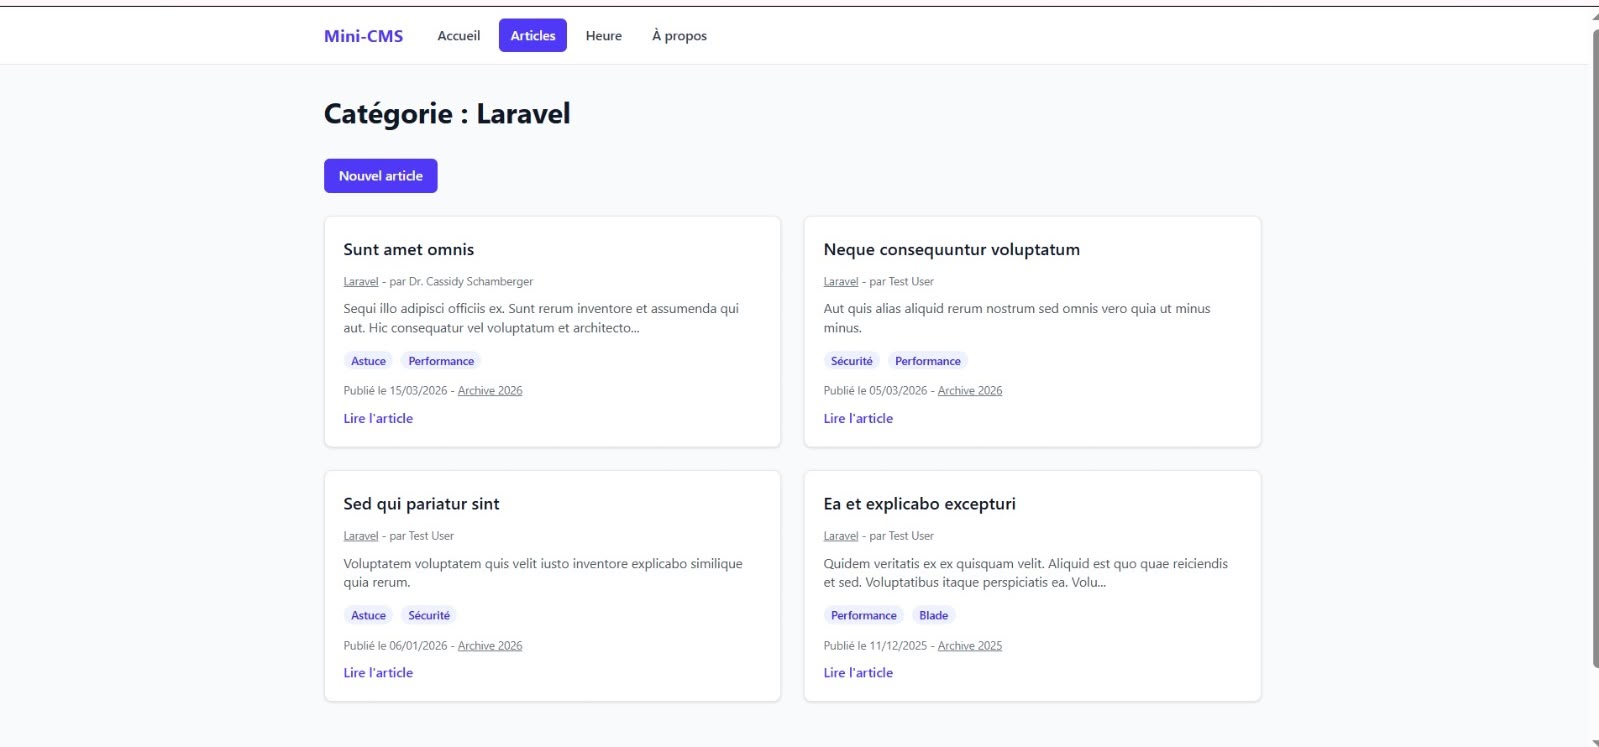 Mini-CMS Accueil Articles Heure À propos
Catégorie : Laravel
Nouvel article
Sunt amet omnis
Laravel - par Dr. Cassidy Schamberger
Sequi illo adipisci officiis ex. Sunt rerum inventore et assumenda qui
aut. Hic consequatur vel voluptatum et architecto...
Astuce Performance
Publié le 15/03/2026 - Archive 2026
Lire l'article
Neque consequuntur voluptatum
Laravel - par Test User
Aut quis alias aliquid rerum nostrum sed omnis vero quia ut minus
minus.
Sécurité Performance
Publié le 05/03/2026 - Archive 2026
Lire l'article
Sed qui pariatur sint
Laravel - par Test User
Voluptatem voluptatem quis velit iusto inventore explicabo similique
quia rerum.
Astuce Sécurité
Publié le 06/01/2026 - Archive 2026
Lire l'article
Ea et explicabo excepturi
Laravel - par Test User
Quidem veritatis ex ex quisquam velit. Aliquid est quo quae reiciendis
et sed. Voluptatibus itaque perspiciatis ea. Volu...
Performance Blade
Publié le 11/12/2025 - Archive 2025
Lire l'article